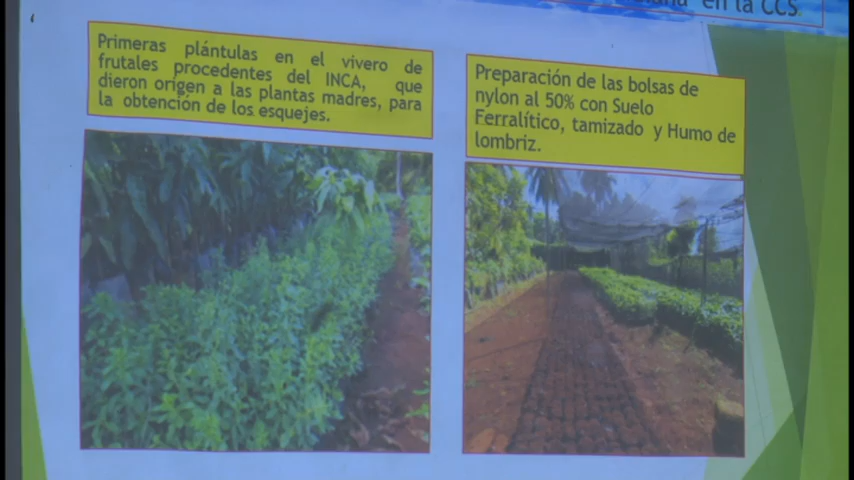 en la CCS.
Primeras plántulas en el vivero de
frutales procedentes del INCA, que
dieron origen a las plantas madres, para
la obtención de los esquejes.
Preparación de las bolsas de
nylon al 50% con Suelo
Ferralítico, tamizado y Humo de
lombriz.